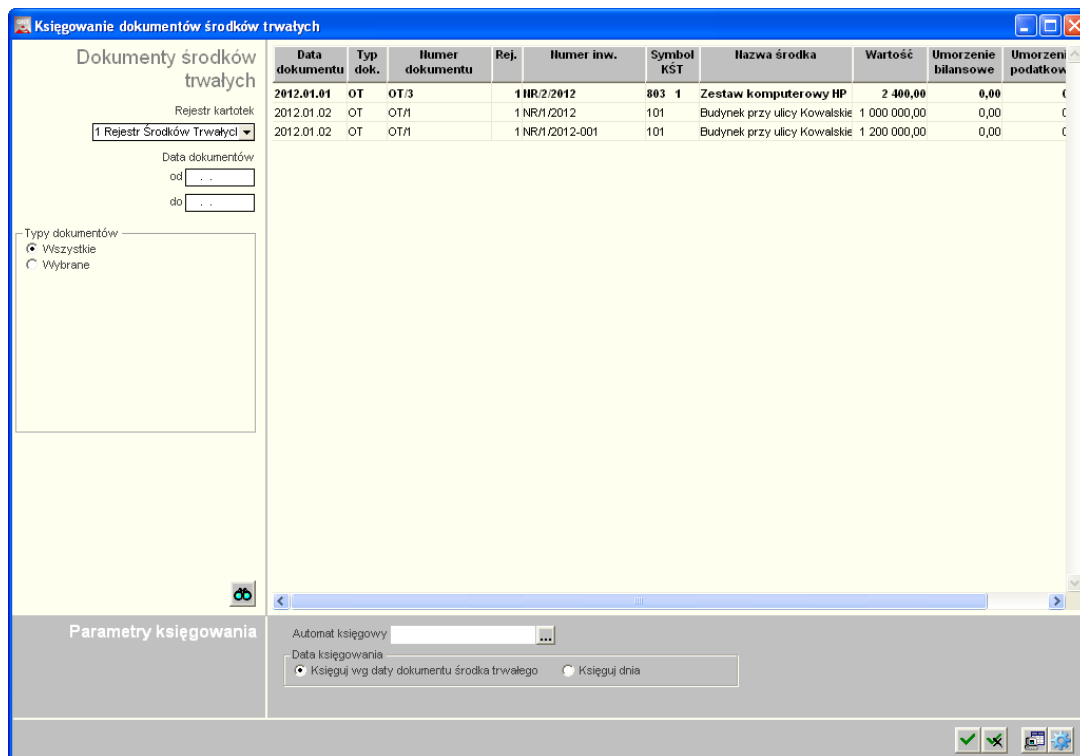 Księgowanie dokumentów środków trwałych
Dokumenty środków
trwałych
Rejestr kartotek
1 Rejestr Środków Trwałycl
Data dokumentów
od . .
do . .
Typy dokumentów
Wszystkie
Wybrane
Data dokumentu Typ dok. Numer dokumentu Rej. Numer inw. Symbol KŚT Nazwa środka Wartość Umorzenie bilansowe Umorzeni podatkow
2012.01.01 OT OT/3 1 NR/2/2012 803 1 Zestaw komputerowy HP 2 400,00 0,00
2012.01.02 OT OT/1 1 NR/1/2012 101 Budynek przy ulicy Kowalskie 1 000 000,00 0,00
2012.01.02 OT OT/1 1 NR/1/2012-001 101 Budynek przy ulicy Kowalskie 1 200 000,00 0,00
Parametry księgowania
Automat księgowy ...
Data księgowania
Księguj wg daty dokumentu środka trwałego Księguj dnia